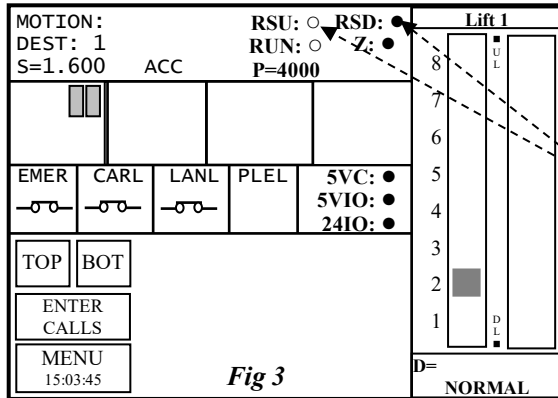 MOTION: RSU: ○ RSD: ●
DEST: 1 RUN: ○ Z: ●
S=1.600 ACC P=4000
EMER CARL LANL PLEL 5VC: ●
5VIO: ●
24IO: ●
TOP BOT
ENTER
CALLS
MENU
15:03:45
Fig 3
Lift 1
UL
8
7
6
5
4
3
2
1
DL
D=
NORMAL